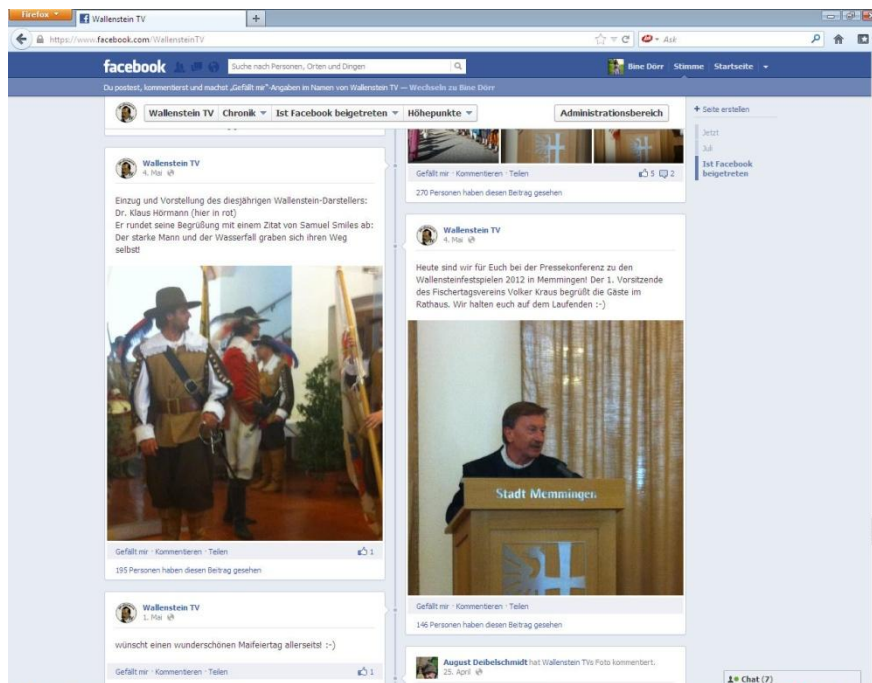 Firefox
Wallenstein TV
https://www.facebook.com/WallensteinTV
Ask
facebook
Suche nach Personen, Orten und Dingen
Bine Dörr
Stimme
Startseite
Du postest, kommentierst und machst „Gefällt mir“-Angaben im Namen von Wallenstein TV — Wechseln zu Bine Dörr
Wallenstein TV
Chronik
Ist Facebook beigetreten
Höhepunkte
Administrationsbereich
+ Seite erstellen
Jetzt
Juli
Ist Facebook
beigetreten
Wallenstein TV
4. Mai
Einzug und Vorstellung des diesjährigen Wallenstein-Darstellers:
Dr. Klaus Hörmann (hier in rot)
Er rundet seine Begrüßung mit einem Zitat von Samuel Smiles ab:
Der starke Mann und der Wasserfall graben sich ihren Weg
selbst!
Gefällt mir · Kommentieren · Teilen
1
195 Personen haben diesen Beitrag gesehen
Wallenstein TV
1. Mai
wünscht einen wunderschönen Maifeiertag allerseits! :-)
Gefällt mir · Kommentieren · Teilen
1
Gefällt mir · Kommentieren · Teilen
5 2
270 Personen haben diesen Beitrag gesehen
Wallenstein TV
4. Mai
Heute sind wir für Euch bei der Pressekonferenz zu den
Wallensteinfestspielen 2012 in Memmingen! Der 1. Vorsitzende
des Fischertagsvereins Volker Kraus begrüßt die Gäste im
Rathaus. Wir halten euch auf dem Laufenden :-)
Stadt Memmingen
Gefällt mir · Kommentieren · Teilen
146 Personen haben diesen Beitrag gesehen
August Deibelschmidt hat Wallenstein TVs Foto kommentiert.
25. April
Chat (7)